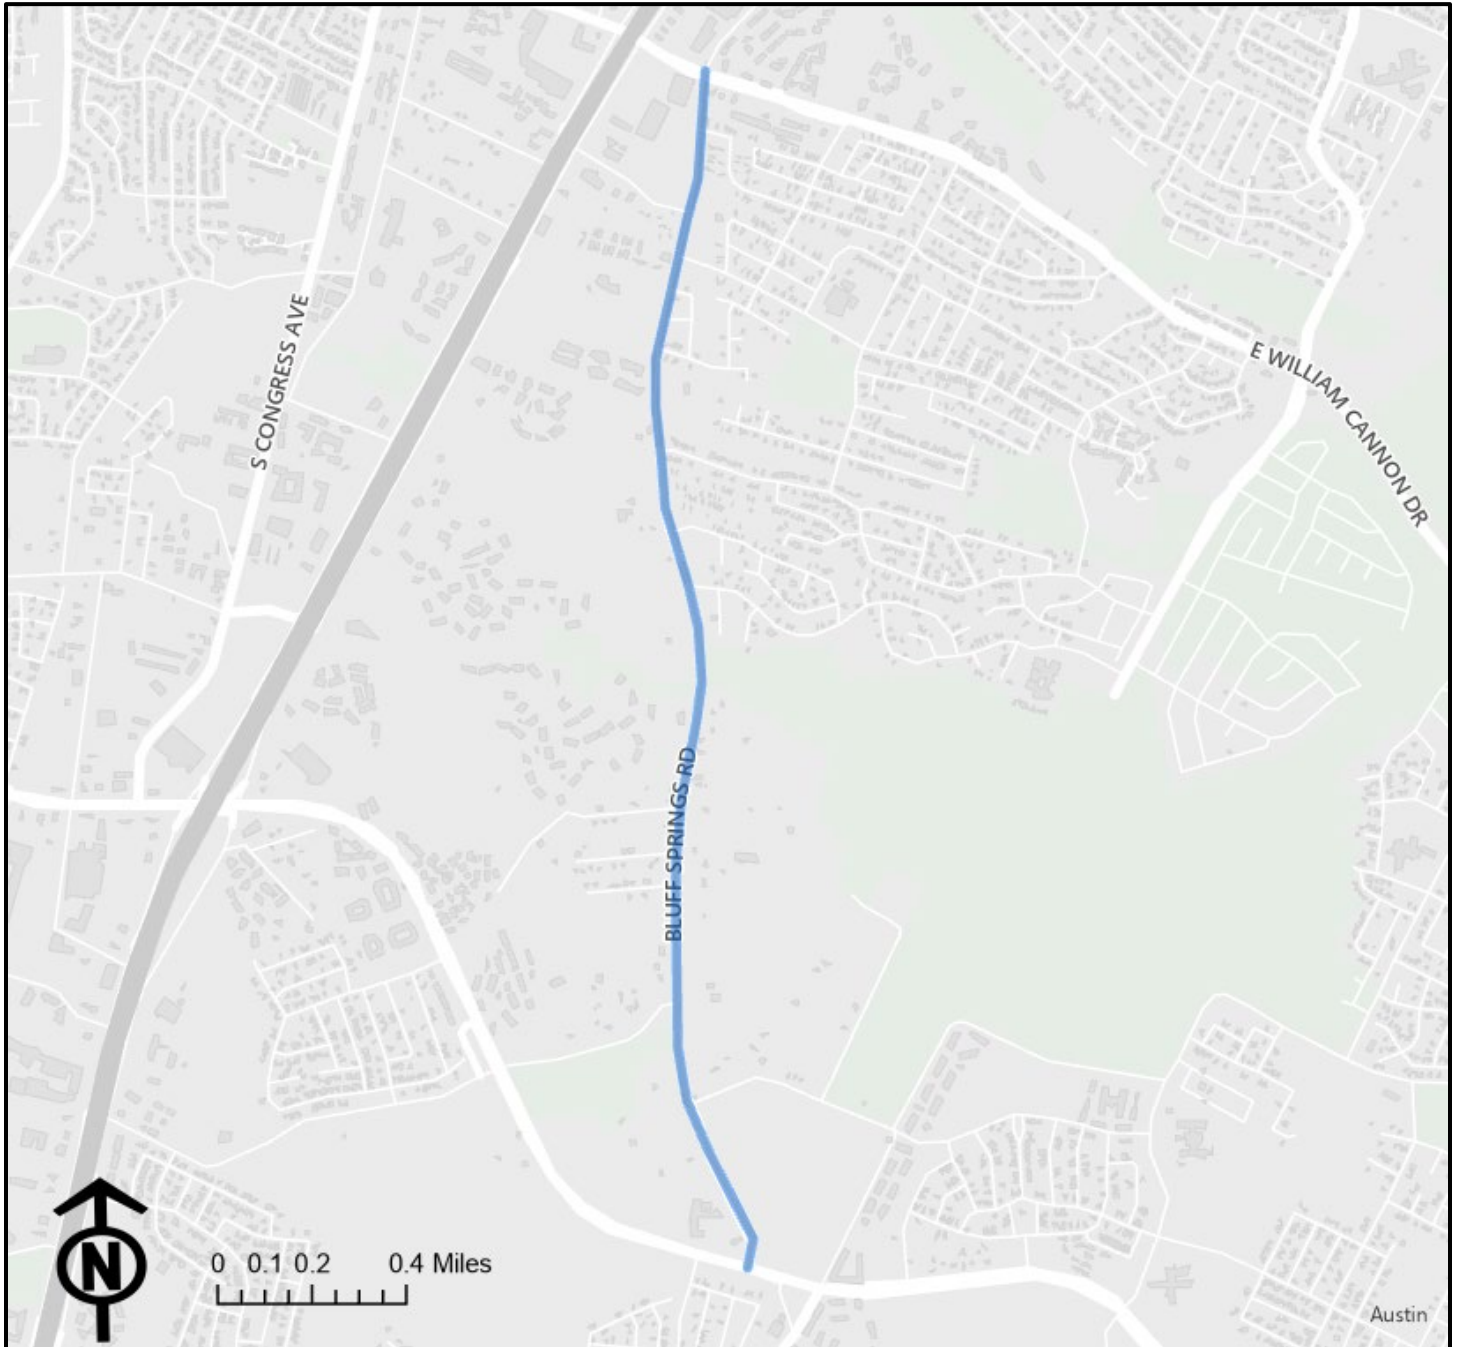 S CONGRESS AVE
E WILLIAM CANNON DR
BLUFF SPRINGS RD
N
0 0.1 0.2 0.4 Miles
Austin